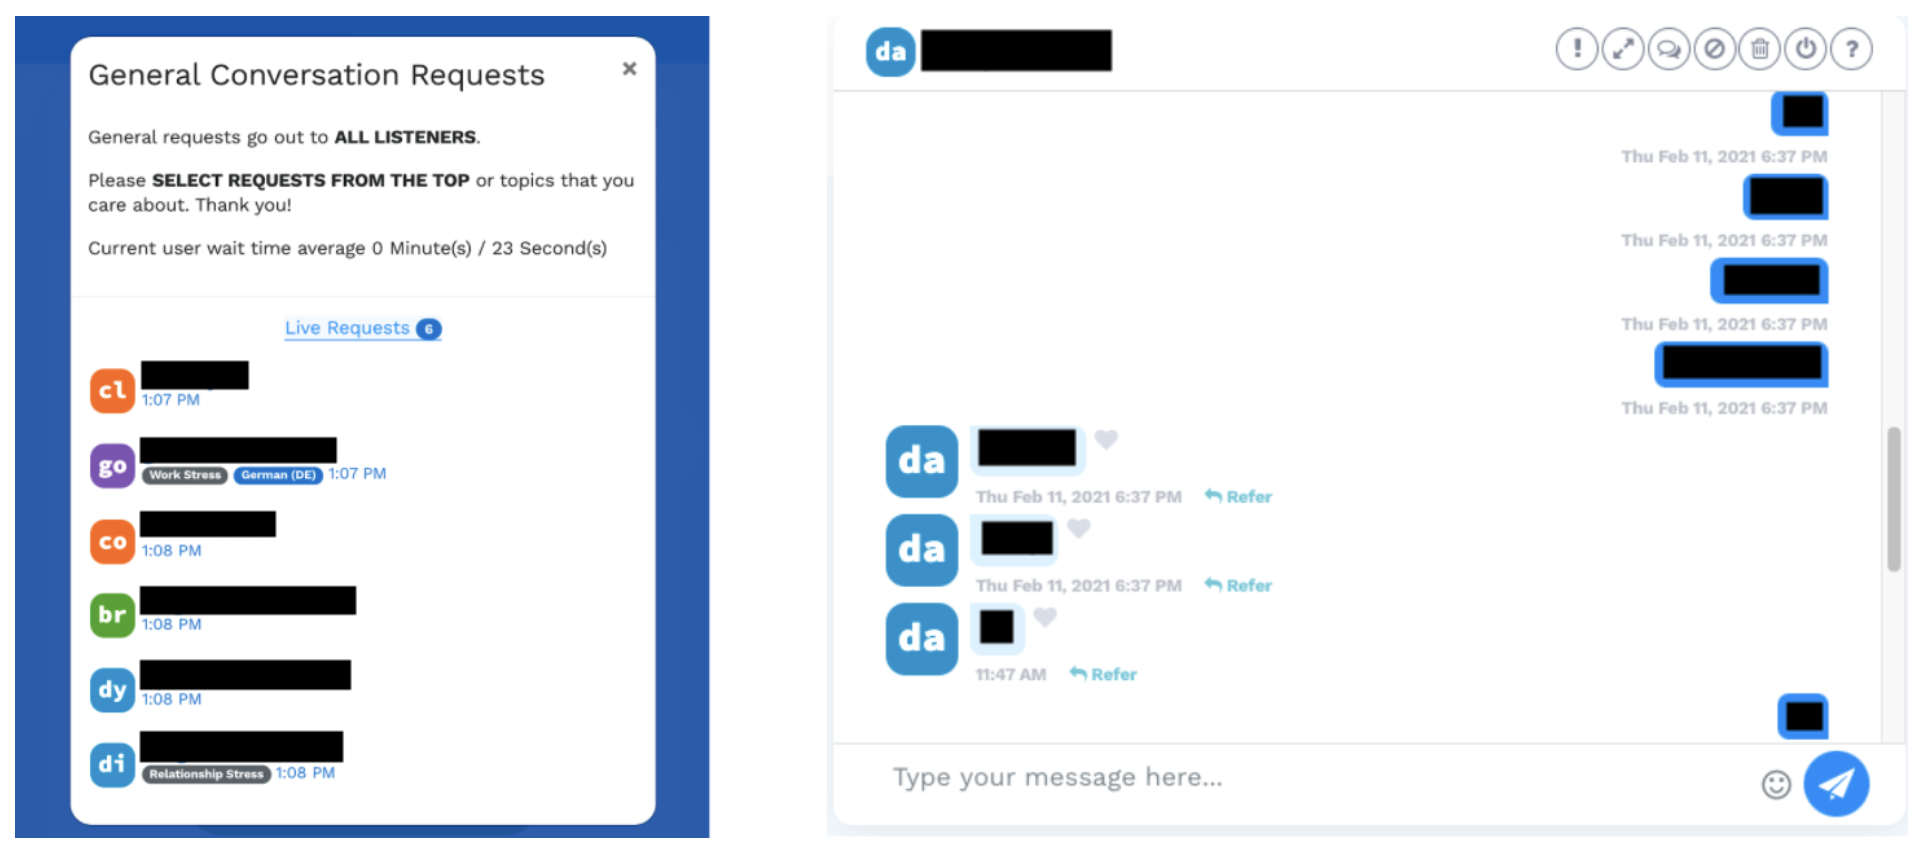 General Conversation Requests ×
General requests go out to ALL LISTENERS.
Please SELECT REQUESTS FROM THE TOP or topics that you
care about. Thank you!
Current user wait time average 0 Minute(s) / 23 Second(s)
Live Requests 6
cl
1:07 PM
go
Work Stress German (DE) 1:07 PM
co
1:08 PM
br
1:08 PM
dy
1:08 PM
di
Relationship Stress 1:08 PM
da ! ?
Thu Feb 11, 2021 6:37 PM
Thu Feb 11, 2021 6:37 PM
Thu Feb 11, 2021 6:37 PM
Thu Feb 11, 2021 6:37 PM
da
Thu Feb 11, 2021 6:37 PM Refer
da
Thu Feb 11, 2021 6:37 PM Refer
da
11:47 AM Refer
Type your message here...